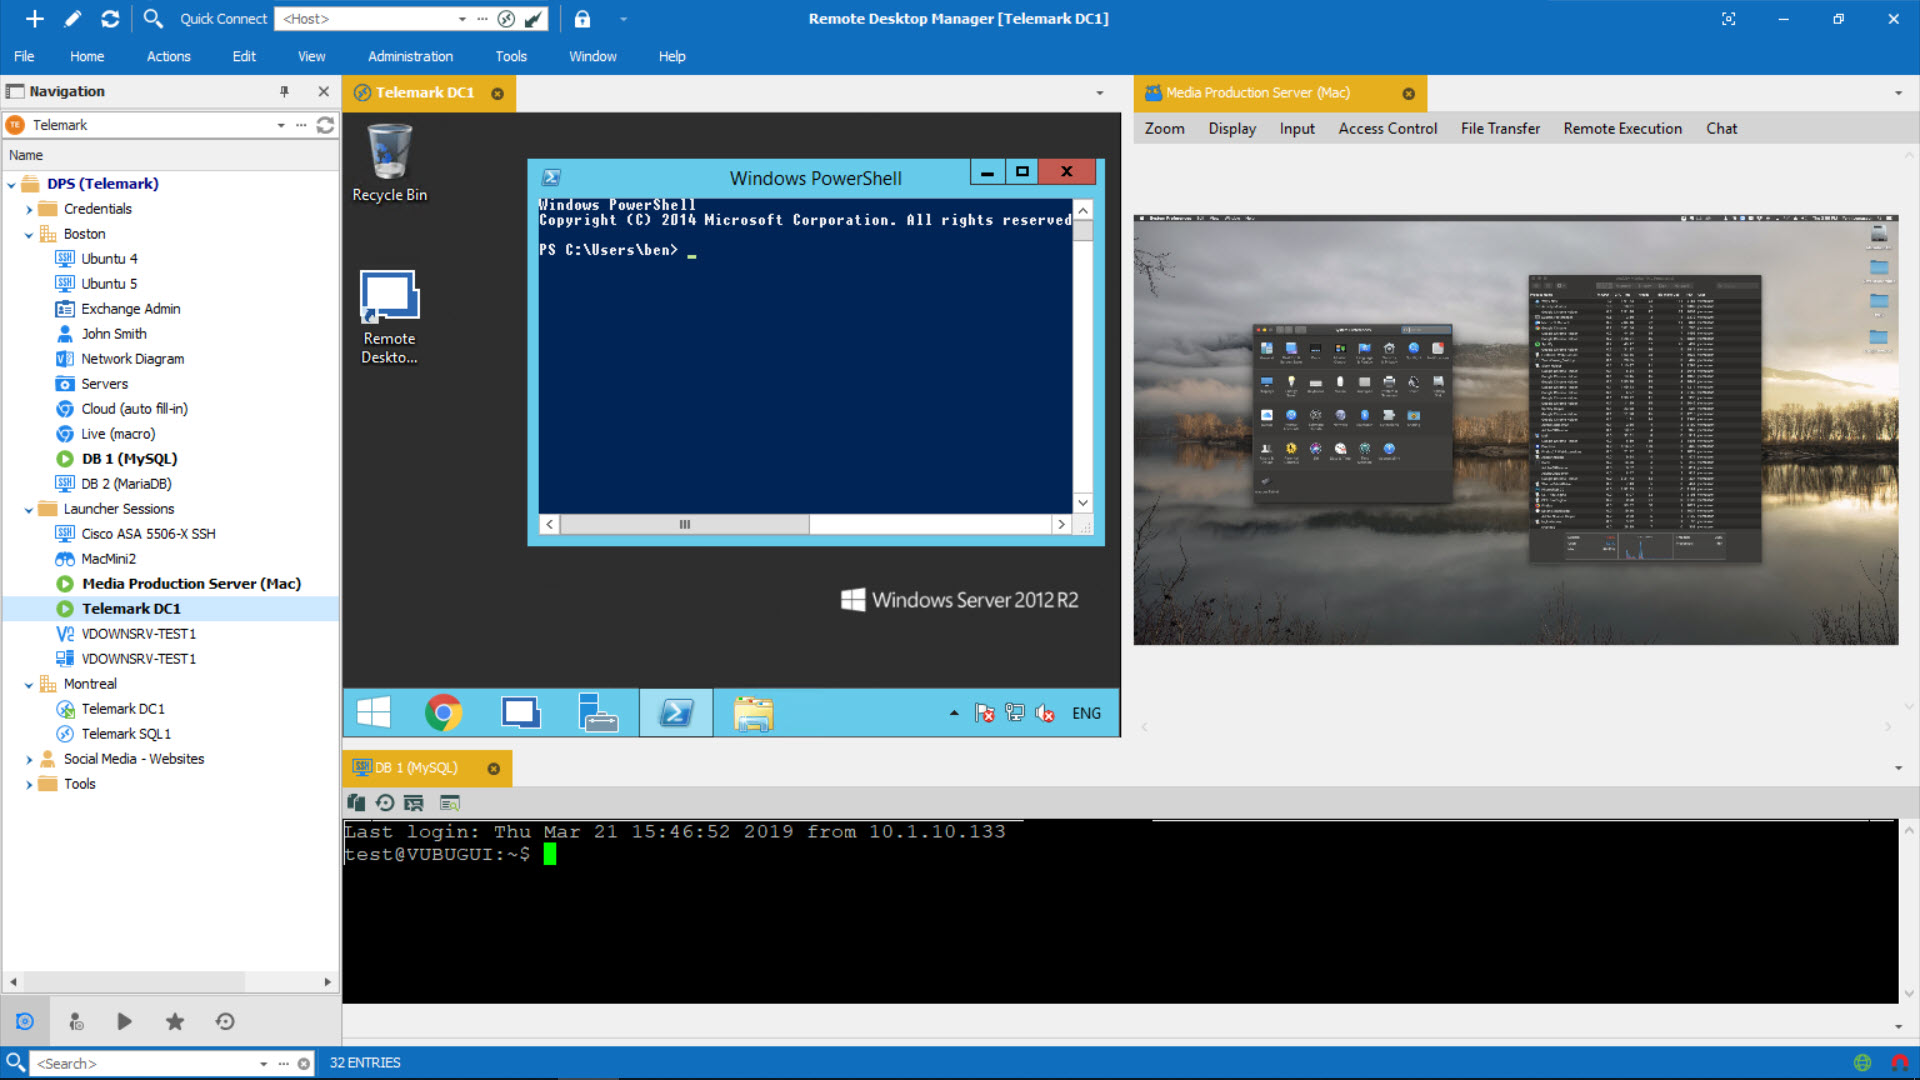 Quick Connect
<Host>
Remote Desktop Manager [Telemark DC1]
File Home Actions Edit View Administration Tools Window Help
Navigation
TE Telemark
Name
DPS (Telemark)
Credentials
Boston
SSH Ubuntu 4
SSH Ubuntu 5
Exchange Admin
John Smith
Network Diagram
Servers
Cloud (auto fill-in)
Live (macro)
DB 1 (MySQL)
SSH DB 2 (MariaDB)
Launcher Sessions
SSH Cisco ASA 5506-X SSH
MacMini2
Media Production Server (Mac)
Telemark DC1
VDOWNSRV-TEST1
VDOWNSRV-TEST1
Montreal
Telemark DC1
Telemark SQL1
Social Media - Websites
Tools
<Search>
32 ENTRIES
Telemark DC1
Recycle Bin
Remote
Deskto...
Windows PowerShell
Windows PowerShell
Copyright (C) 2014 Microsoft Corporation. All rights reserved
PS C:\Users\ben> _
Windows Server 2012 R2
ENG
Media Production Server (Mac)
Zoom Display Input Access Control File Transfer Remote Execution Chat
SSH DB 1 (MySQL)
Last login: Thu Mar 21 15:46:52 2019 from 10.1.10.133
test@VUBUGUI:~$